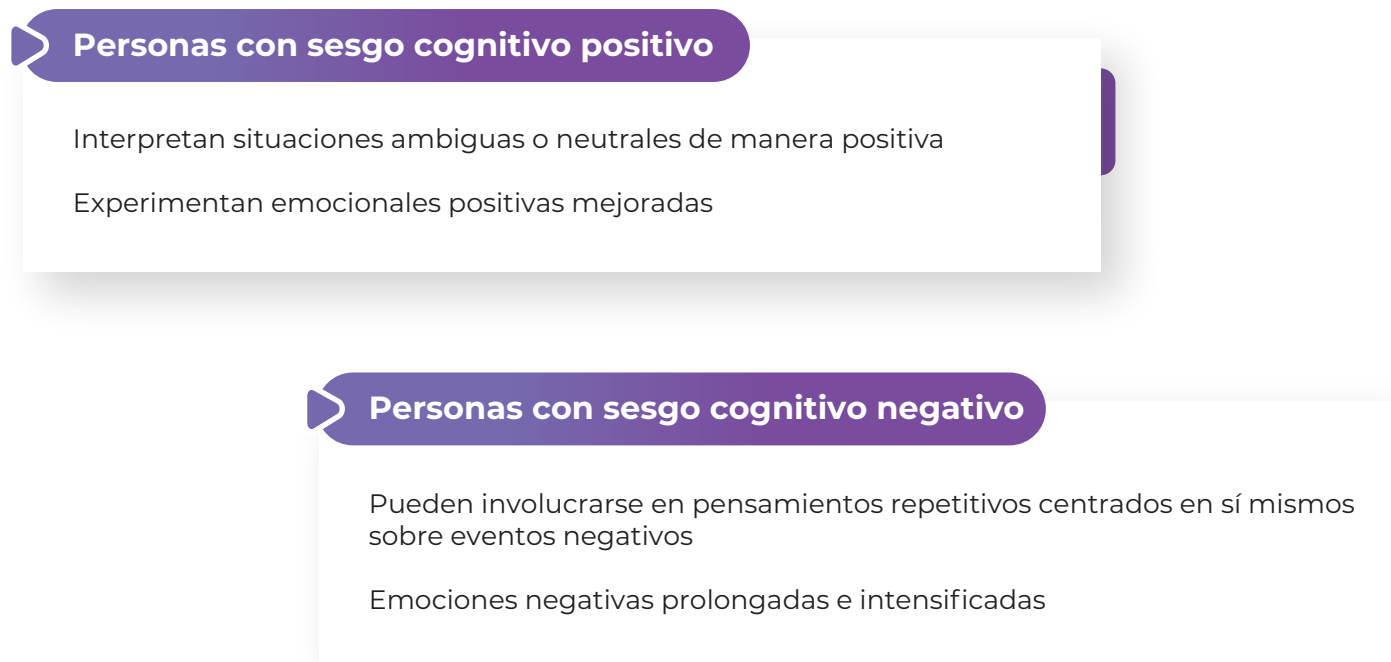 Personas con sesgo cognitivo positivo
Interpretan situaciones ambiguas o neutrales de manera positiva
Experimentan emocionales positivas mejoradas
Personas con sesgo cognitivo negativo
Pueden involucrarse en pensamientos repetitivos centrados en sí mismos
sobre eventos negativos
Emociones negativas prolongadas e intensificadas